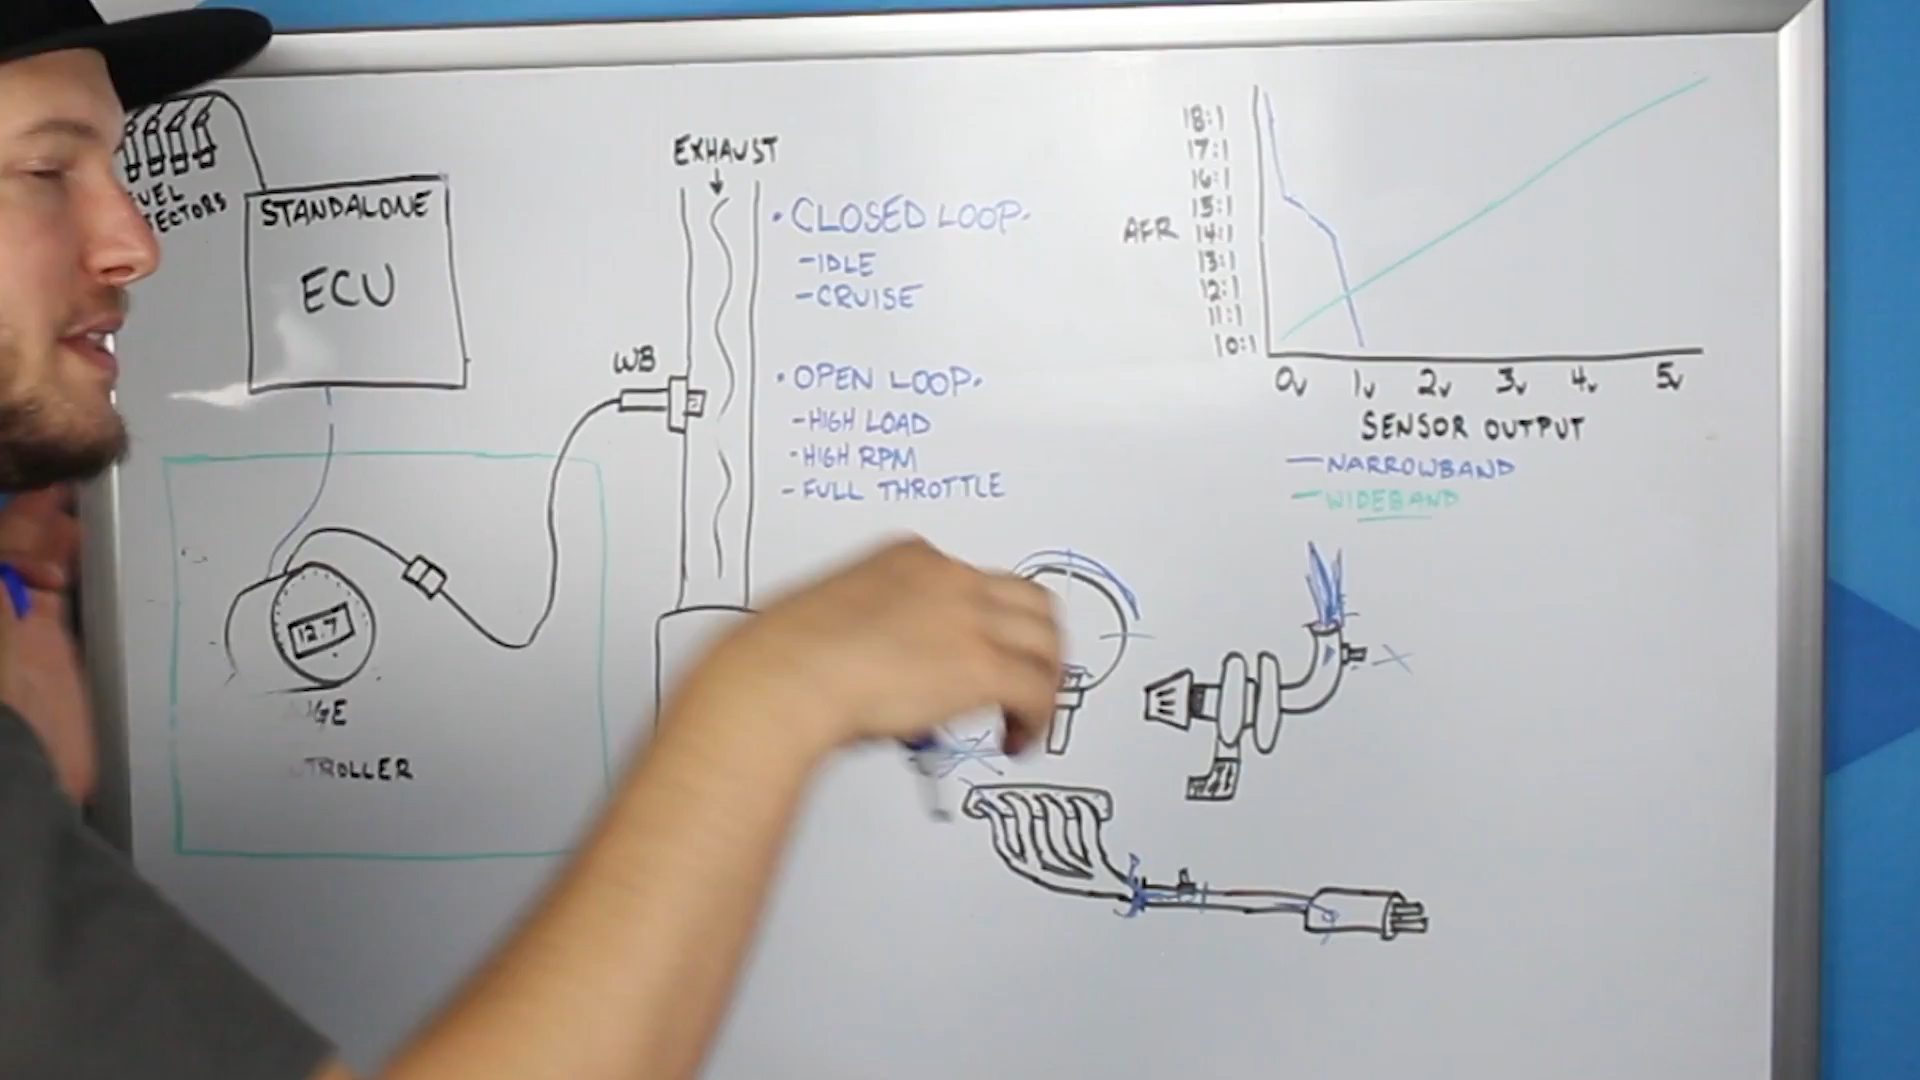 STANDALONE
ECU
12.7
TROLLER
EXHAUST
WB
• CLOSED LOOP.
- IDLE
- CRUISE
• OPEN LOOP.
- HIGH LOAD
- HIGH RPM
- FULL THROTTLE
AFR
18:1
17:1
16:1
15:1
14:1
13:1
12:1
11:1
10:1
0v 1v 2v 3v 4v 5v
SENSOR OUTPUT
— NARROWBAND
— WIDEBAND